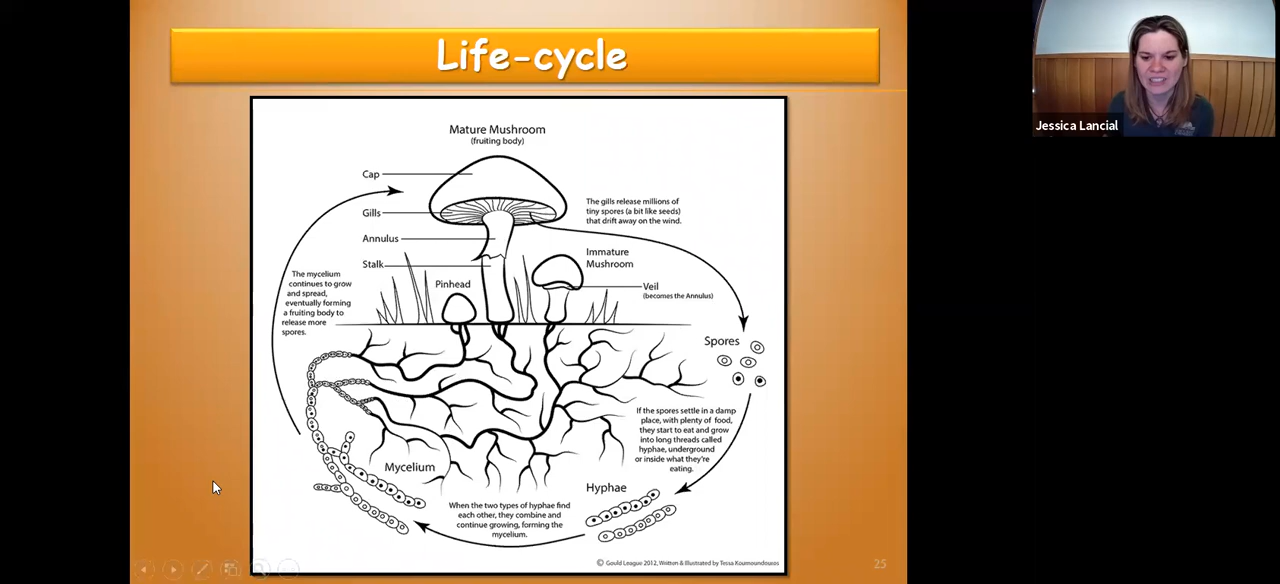 Life-cycle
Jessica Lancial
Mature Mushroom
(fruiting body)
Cap
Gills
Annulus
Stalk
The gills release millions of
tiny spores (a bit like seeds)
that drift away on the wind.
Immature
Mushroom
Pinhead
Veil
(becomes the Annulus)
The mycelium
continues to grow
and spread,
eventually forming
a fruiting body to
release more
spores.
Spores
If the spores settle in a damp
place, with plenty of food,
they start to eat and grow
into long threads called
hyphae, underground
or inside what they're
eating.
Mycelium
Hyphae
When the two types of hyphae find
each other, they combine and
continue growing, forming the
mycelium.
© Gould League 2012, Written & Illustrated by Tessa Koumoundouros
25